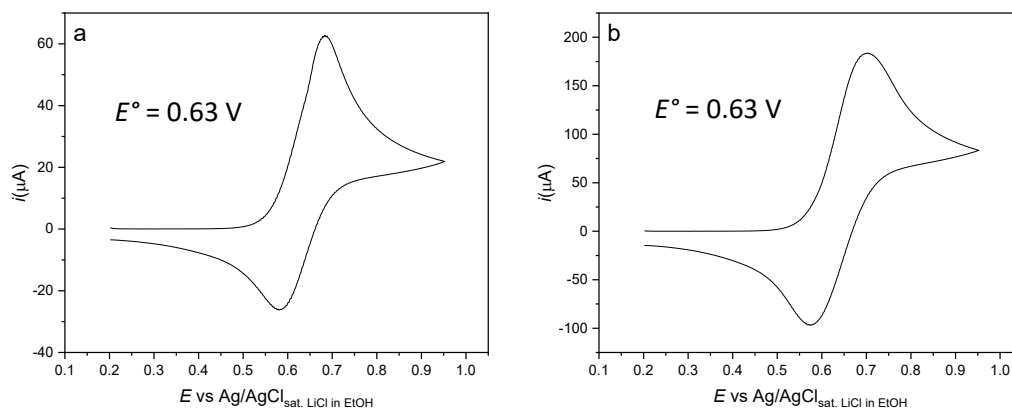 a
E° = 0.63 V
i(µA)
60
40
20
0
-20
-40
0.1 0.2 0.3 0.4 0.5 0.6 0.7 0.8 0.9 1.0
E vs Ag/AgCl sat. LiCl in EtOH
b
E° = 0.63 V
i(µA)
200
150
100
50
0
-50
-100
0.1 0.2 0.3 0.4 0.5 0.6 0.7 0.8 0.9 1.0
E vs Ag/AgCl sat. LiCl in EtOH